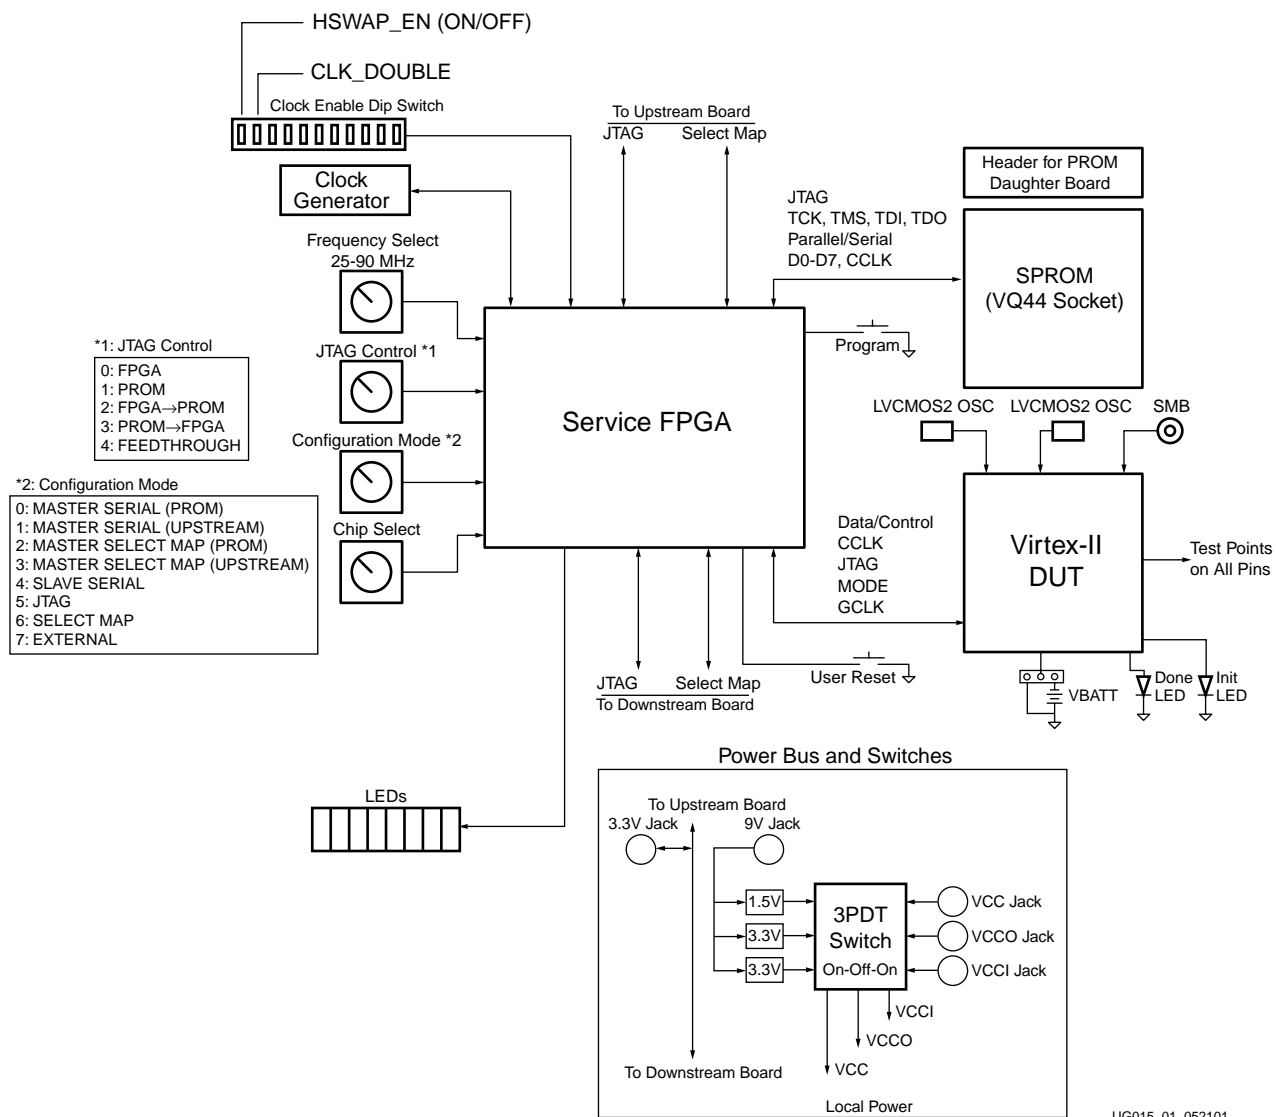 HSWAP_EN (ON/OFF)
CLK_DOUBLE
Clock Enable Dip Switch
To Upstream Board
JTAG Select Map
Clock
Generator
Header for PROM
Daughter Board
JTAG
TCK, TMS, TDI, TDO
Parallel/Serial
D0-D7, CCLK
SPROM
(VQ44 Socket)
Frequency Select
25-90 MHz
*1: JTAG Control
0: FPGA
1: PROM
2: FPGA→PROM
3: PROM→FPGA
4: FEEDTHROUGH
JTAG Control *1
Program
Service FPGA
LVCMOS2 OSC LVCMOS2 OSC SMB
Configuration Mode *2
*2: Configuration Mode
0: MASTER SERIAL (PROM)
1: MASTER SERIAL (UPSTREAM)
2: MASTER SELECT MAP (PROM)
3: MASTER SELECT MAP (UPSTREAM)
4: SLAVE SERIAL
5: JTAG
6: SELECT MAP
7: EXTERNAL
Chip Select
Data/Control
CCLK
JTAG
MODE
GCLK
Virtex-II
DUT
Test Points
on All Pins
JTAG Select Map
To Downstream Board
User Reset
VBATT
Done
LED
Init
LED
LEDs
Power Bus and Switches
To Upstream Board
3.3V Jack
9V Jack
1.5V
3.3V
3.3V
3PDT
Switch
On-Off-On
VCC Jack
VCCO Jack
VCCI Jack
VCCI
VCCO
VCC
To Downstream Board
Local Power
UG015_01_052101